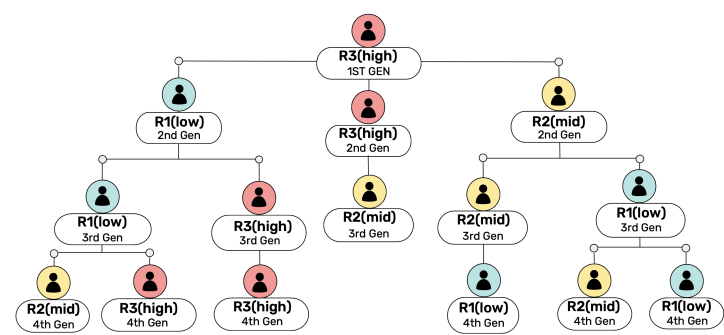 R3(high)
1ST GEN
R1(low)
2nd Gen
R3(high)
2nd Gen
R2(mid)
2nd Gen
R1(low)
3rd Gen
R3(high)
3rd Gen
R2(mid)
3rd Gen
R2(mid)
3rd Gen
R1(low)
3rd Gen
R2(mid)
4th Gen
R3(high)
4th Gen
R3(high)
4th Gen
R1(low)
4th Gen
R2(mid)
4th Gen
R1(low)
4th Gen